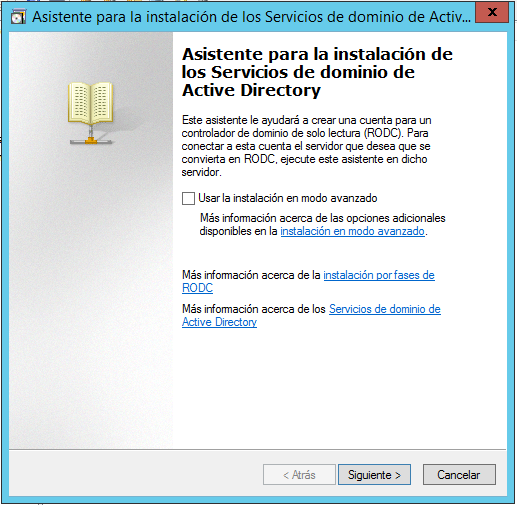 Asistente para la instalación de los Servicios de dominio de Activ... x
Asistente para la instalación de
los Servicios de dominio de
Active Directory
Este asistente le ayudará a crear una cuenta para un
controlador de dominio de solo lectura (RODC). Para
conectar a esta cuenta el servidor que desea que se
convierta en RODC, ejecute este asistente en dicho
servidor.
Usar la instalación en modo avanzado
Más información acerca de las opciones adicionales
disponibles en la instalación en modo avanzado.
Más información acerca de la instalación por fases de
RODC
Más información acerca de los Servicios de dominio de
Active Directory
< Atrás Siguiente > Cancelar